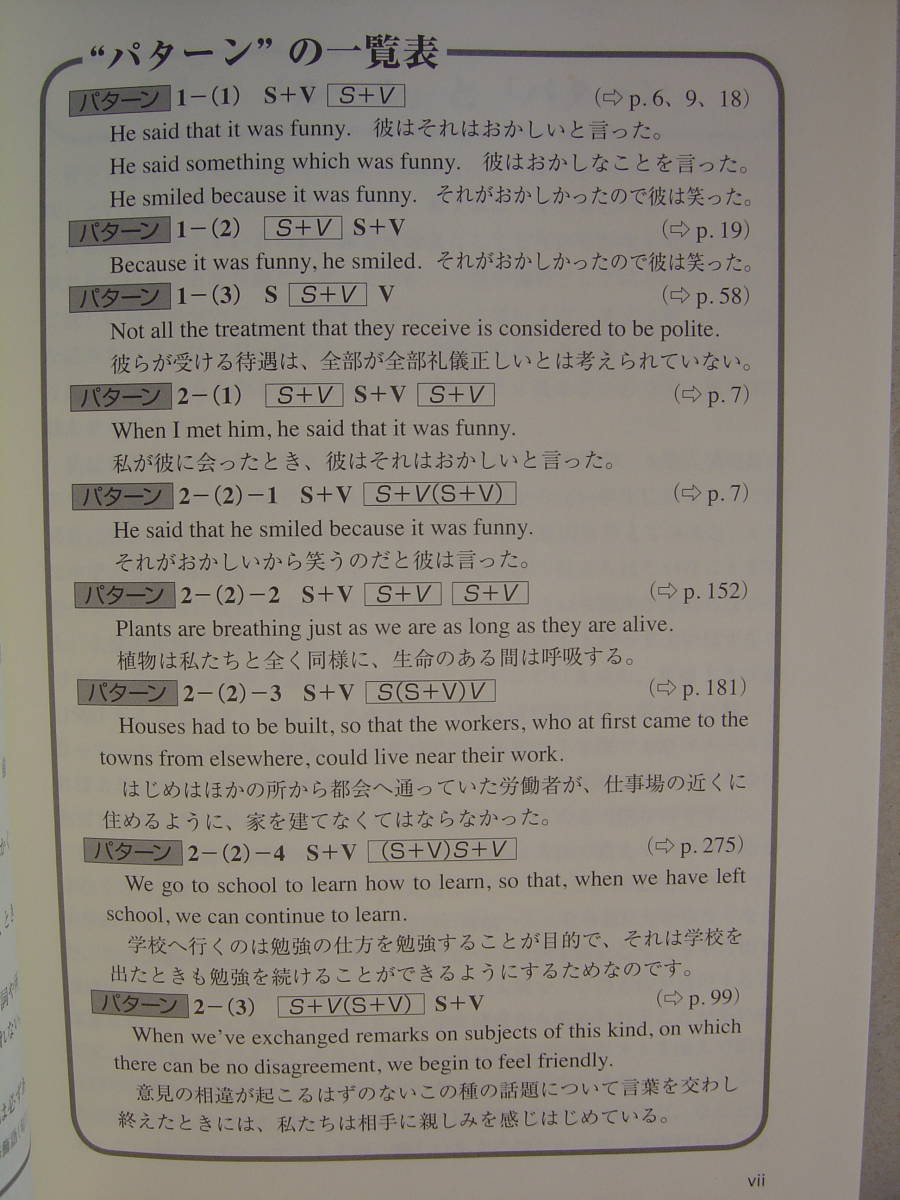 “パターン”の一覧表
パターン 1−(1) S+V S+V (⇨ p. 6、9、18)
He said that it was funny. 彼はそれはおかしいと言った。
He said something which was funny. 彼はおかしなことを言った。
He smiled because it was funny. それがおかしかったので彼は笑った。
パターン 1−(2) S+V S+V (⇨ p. 19)
Because it was funny, he smiled. それがおかしかったので彼は笑った。
パターン 1−(3) S S+V V (⇨ p. 58)
Not all the treatment that they receive is considered to be polite.
彼らが受ける待遇は、全部が全部礼儀正しいとは考えられていない。
パターン 2−(1) S+V S+V S+V (⇨ p. 7)
When I met him, he said that it was funny.
私が彼に会ったとき、彼はそれはおかしいと言った。
パターン 2−(2)−1 S+V S+V(S+V) (⇨ p. 7)
He said that he smiled because it was funny.
それがおかしいから笑うのだと彼は言った。
パターン 2−(2)−2 S+V S+V S+V (⇨ p. 152)
Plants are breathing just as we are as long as they are alive.
植物は私たちと全く同様に、生命のある間は呼吸する。
パターン 2−(2)−3 S+V S(S+V)V (⇨ p. 181)
Houses had to be built, so that the workers, who at first came to the
towns from elsewhere, could live near their work.
はじめはほかの所から都会へ通っていた労働者が、仕事場の近くに
住めるように、家を建てなくてはならなかった。
パターン 2−(2)−4 S+V (S+V)S+V (⇨ p. 275)
We go to school to learn how to learn, so that, when we have left
school, we can continue to learn.
学校へ行くのは勉強の仕方を勉強することが目的で、それは学校を
出たときも勉強を続けることができるようにするためなのです。
パターン 2−(3) S+V(S+V) S+V (⇨ p. 99)
When we've exchanged remarks on subjects of this kind, on which
there can be no disagreement, we begin to feel friendly.
意見の相違が起こるはずのないこの種の話題について言葉を交わし
終えたときには、私たちは相手に親しみを感じはじめている。
vii